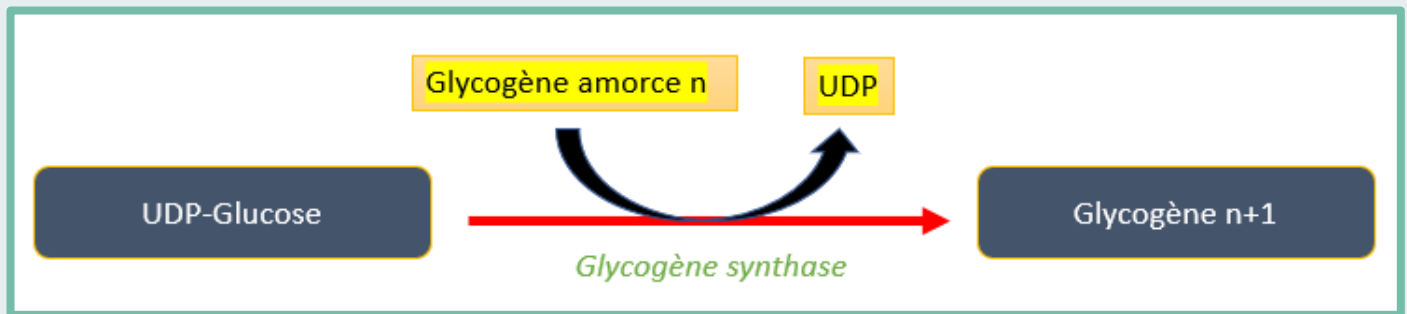 Glycogène amorce n
UDP
UDP-Glucose
Glycogène n+1
Glycogène synthase